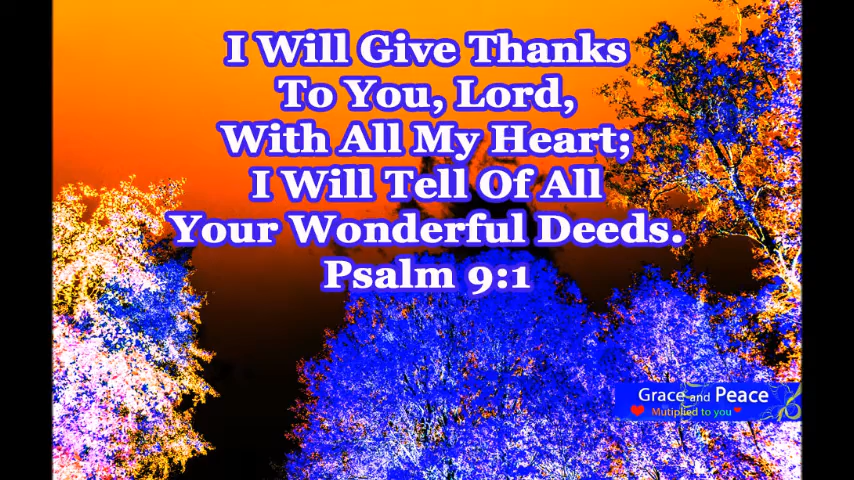 I Will Give Thanks
To You, Lord,
With All My Heart;
I Will Tell Of All
Your Wonderful Deeds.
Psalm 9:1
Grace and Peace
Mutiplied to you